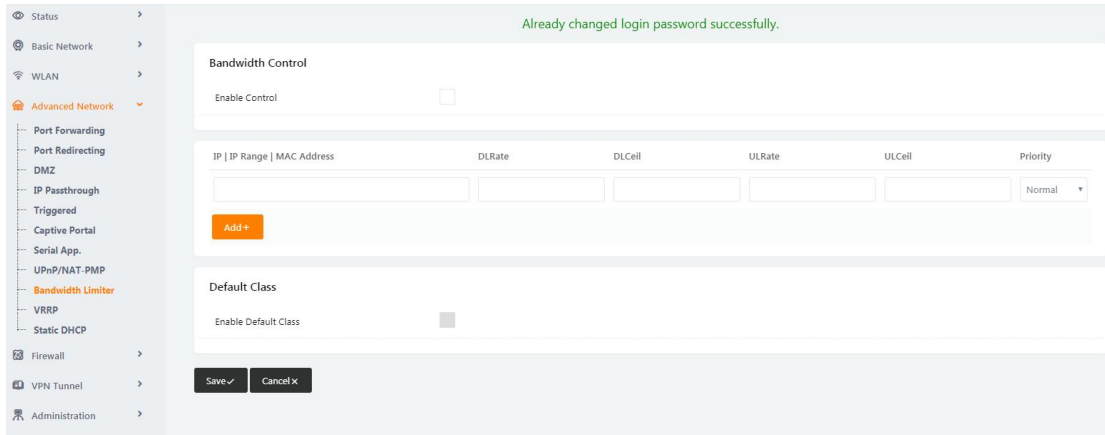 Status
Basic Network
WLAN
Advanced Network
Port Forwarding
Port Redirecting
DMZ
IP Passthrough
Triggered
Captive Portal
Serial App.
UPnP/NAT-PMP
Bandwidth Limiter
VRRP
Static DHCP
Firewall
VPN Tunnel
Administration
Already changed login password successfully.
Bandwidth Control
Enable Control
IP | IP Range | MAC Address DLRate DLCeil ULRate ULCeil Priority
Normal
Add+
Default Class
Enable Default Class
Save Cancel